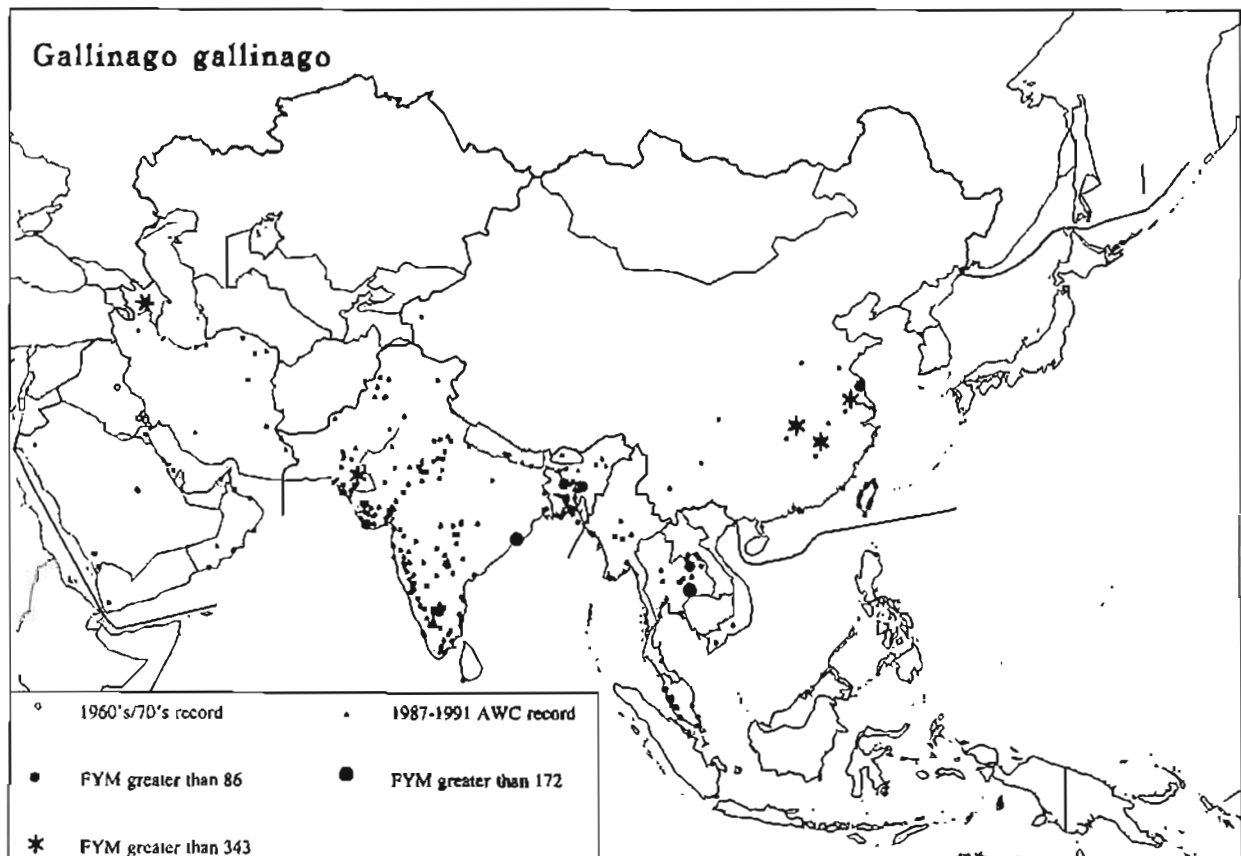 Gallinago gallinago
1960's/70's record
1987-1991 AWC record
FYM greater than 86
FYM greater than 172
FYM greater than 343